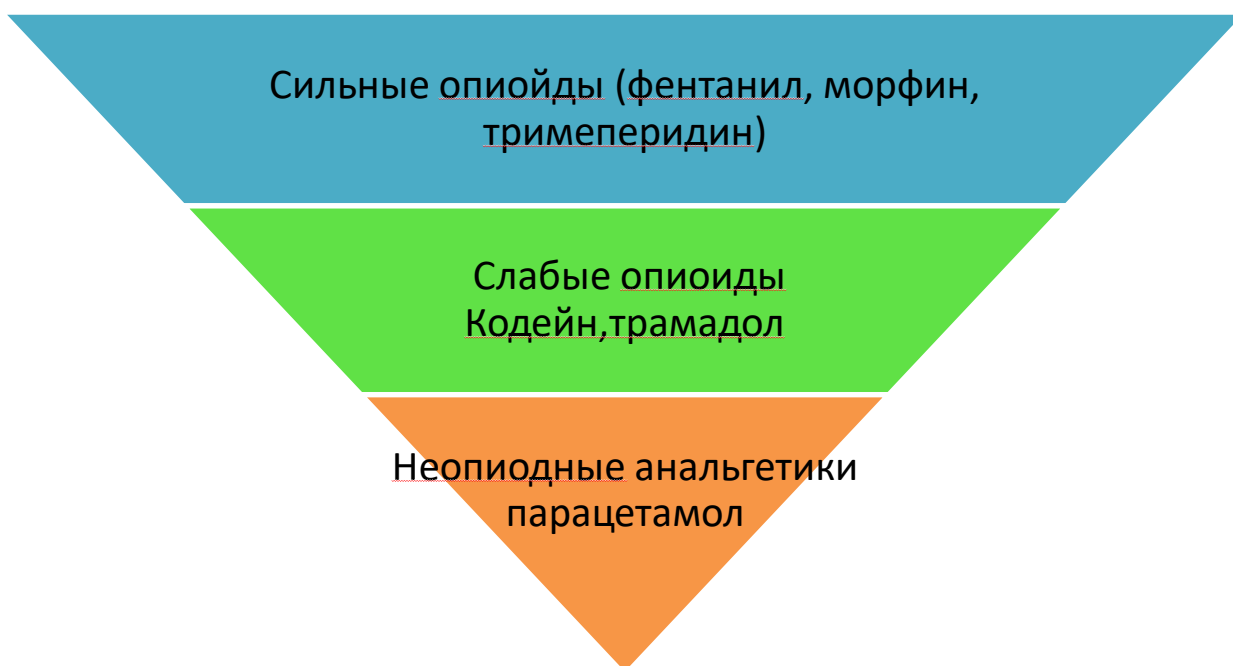 Сильные опиойды (фентанил, морфин,
тримеперидин)
Слабые опиоиды
Кодейн,трамадол
Неопиодные анальгетики
парацетамол